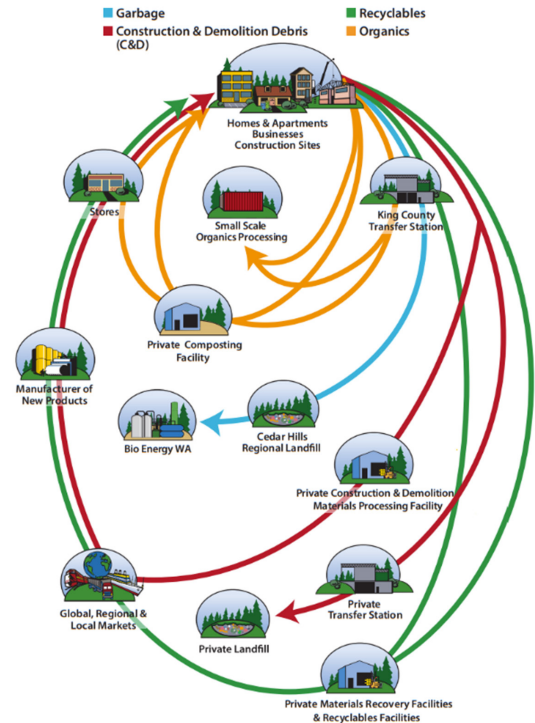 Garbage
Construction & Demolition Debris
(C&D)
Recyclables
Organics
Homes & Apartments
Businesses
Construction Sites
Stores
Small Scale
Organics Processing
King County
Transfer Station
Private Composting
Facility
Manufacturer of
New Products
Bio Energy WA
Cedar Hills
Regional Landfill
Private Construction & Demolition
Materials Processing Facility
Global, Regional &
Local Markets
Private
Transfer Station
Private Landfill
Private Materials Recovery Facilities
& Recyclables Facilities